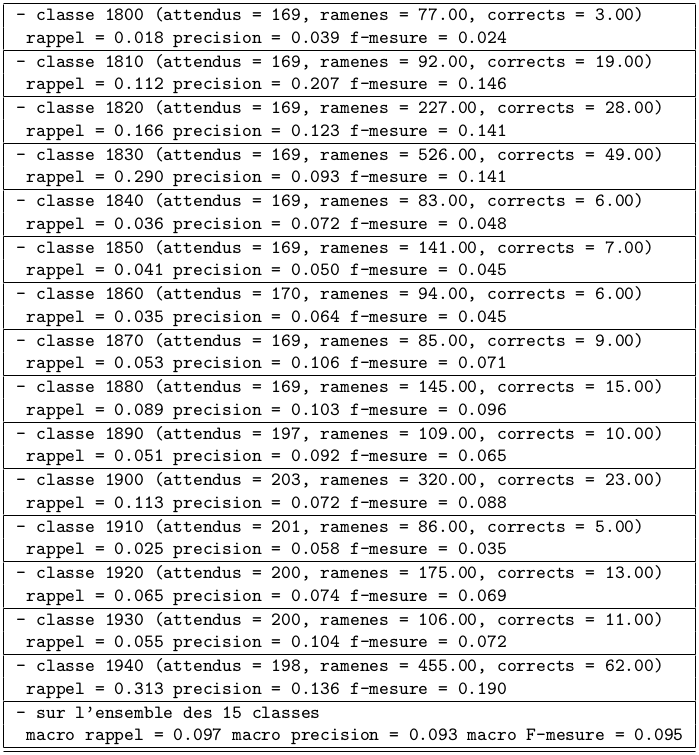 - classe 1800 (attendus = 169, ramenes = 77.00, corrects = 3.00)
rappel = 0.018 precision = 0.039 f-mesure = 0.024
- classe 1810 (attendus = 169, ramenes = 92.00, corrects = 19.00)
rappel = 0.112 precision = 0.207 f-mesure = 0.146
- classe 1820 (attendus = 169, ramenes = 227.00, corrects = 28.00)
rappel = 0.166 precision = 0.123 f-mesure = 0.141
- classe 1830 (attendus = 169, ramenes = 526.00, corrects = 49.00)
rappel = 0.290 precision = 0.093 f-mesure = 0.141
- classe 1840 (attendus = 169, ramenes = 83.00, corrects = 6.00)
rappel = 0.036 precision = 0.072 f-mesure = 0.048
- classe 1850 (attendus = 169, ramenes = 141.00, corrects = 7.00)
rappel = 0.041 precision = 0.050 f-mesure = 0.045
- classe 1860 (attendus = 170, ramenes = 94.00, corrects = 6.00)
rappel = 0.035 precision = 0.064 f-mesure = 0.045
- classe 1870 (attendus = 169, ramenes = 85.00, corrects = 9.00)
rappel = 0.053 precision = 0.106 f-mesure = 0.071
- classe 1880 (attendus = 169, ramenes = 145.00, corrects = 15.00)
rappel = 0.089 precision = 0.103 f-mesure = 0.096
- classe 1890 (attendus = 197, ramenes = 109.00, corrects = 10.00)
rappel = 0.051 precision = 0.092 f-mesure = 0.065
- classe 1900 (attendus = 203, ramenes = 320.00, corrects = 23.00)
rappel = 0.113 precision = 0.072 f-mesure = 0.088
- classe 1910 (attendus = 201, ramenes = 86.00, corrects = 5.00)
rappel = 0.025 precision = 0.058 f-mesure = 0.035
- classe 1920 (attendus = 200, ramenes = 175.00, corrects = 13.00)
rappel = 0.065 precision = 0.074 f-mesure = 0.069
- classe 1930 (attendus = 200, ramenes = 106.00, corrects = 11.00)
rappel = 0.055 precision = 0.104 f-mesure = 0.072
- classe 1940 (attendus = 198, ramenes = 455.00, corrects = 62.00)
rappel = 0.313 precision = 0.136 f-mesure = 0.190
- sur l'ensemble des 15 classes
macro rappel = 0.097 macro precision = 0.093 macro F-mesure = 0.095